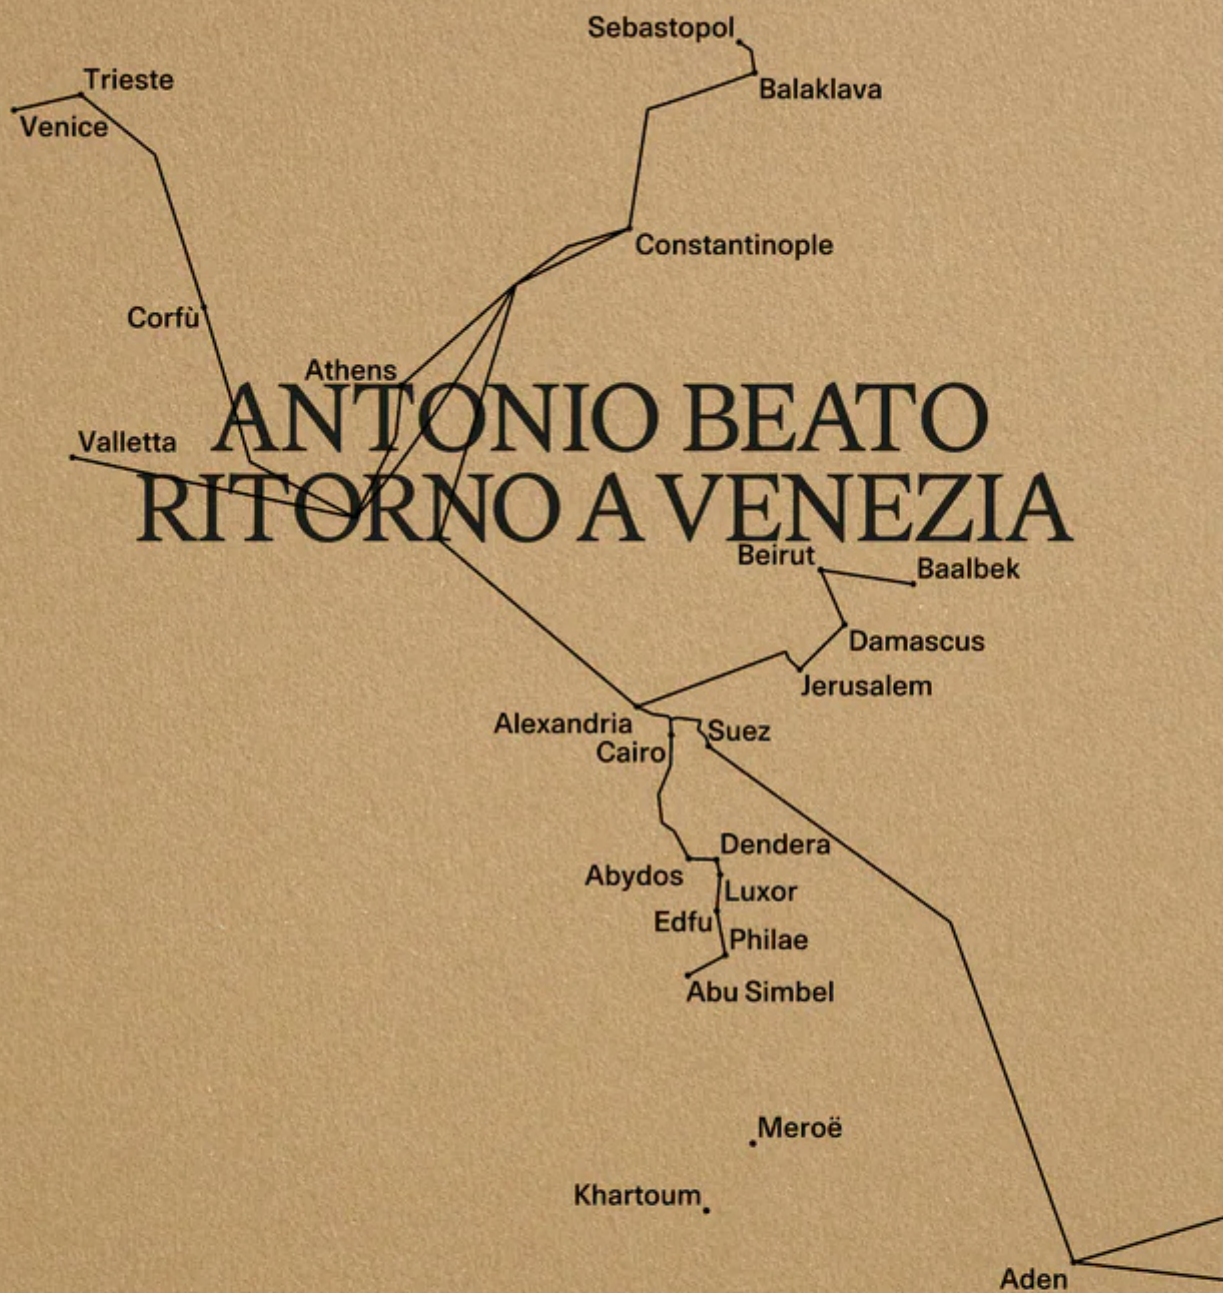 Sebastopol
Trieste
Balaklava
Venice
Constantinople
Corfù
Athens
ANTONIO BEATO
Valletta
RITORNO A VENEZIA
Beirut
Baalbek
Damascus
Jerusalem
Alexandria
Suez
Cairo
Dendera
Abydos
Luxor
Edfu
Philae
Abu Simbel
Meroë
Khartoum
Aden